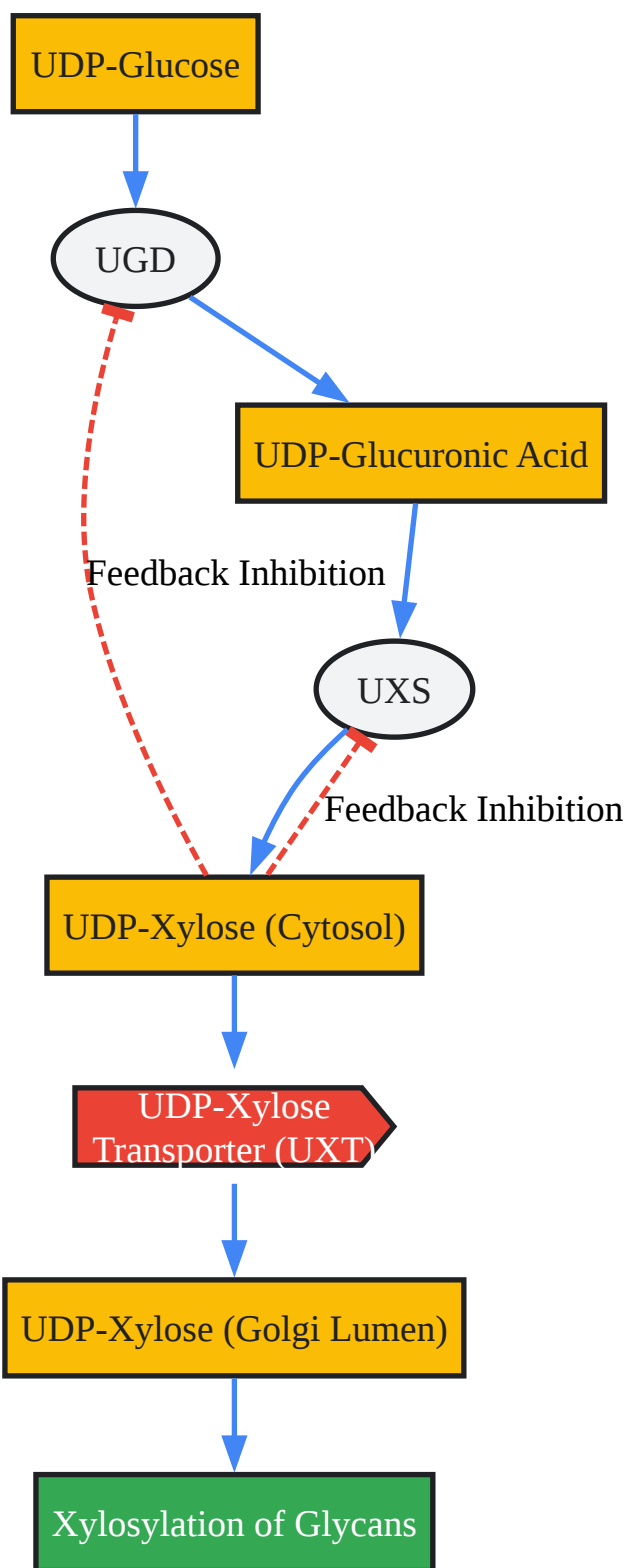 UDP-Glucose
UGD
UDP-Glucuronic Acid
Feedback Inhibition
UXS
Feedback Inhibition
UDP-Xylose (Cytosol)
UDP-Xylose
Transporter (UXT)
UDP-Xylose (Golgi Lumen)
Xylosylation of Glycans